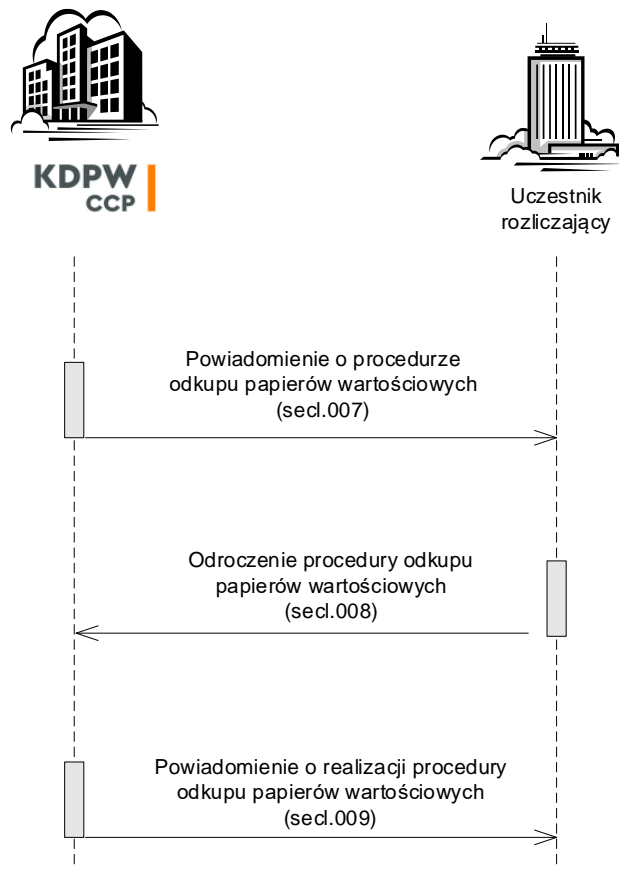 KDPW
CCP
Uczestnik
rozliczający
Powiadomienie o procedurze
odkupu papierów wartościowych
(secl.007)
Odroczenie procedury odkupu
papierów wartościowych
(secl.008)
Powiadomienie o realizacji procedury
odkupu papierów wartościowych
(secl.009)